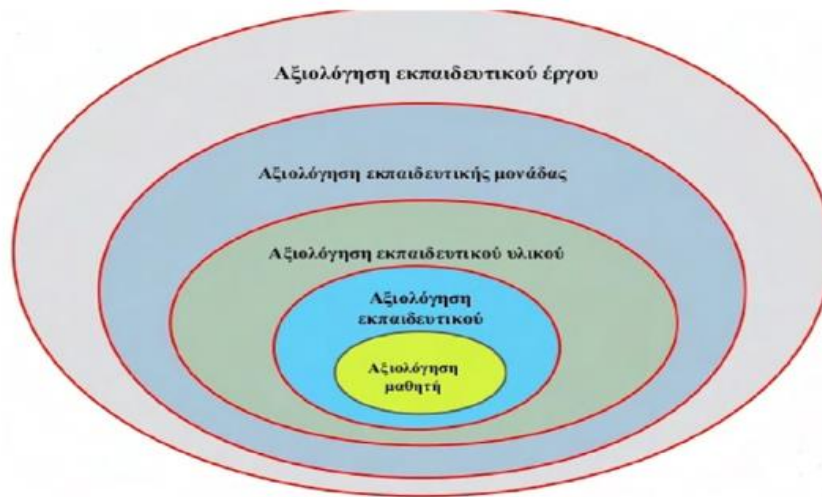 Αξιολόγηση εκπαιδευτικού έργου
Αξιολόγηση εκπαιδευτικής μονάδας
Αξιολόγηση εκπαιδευτικού υλικού
Αξιολόγηση
εκπαιδευτικού
Αξιολόγηση
μαθητή